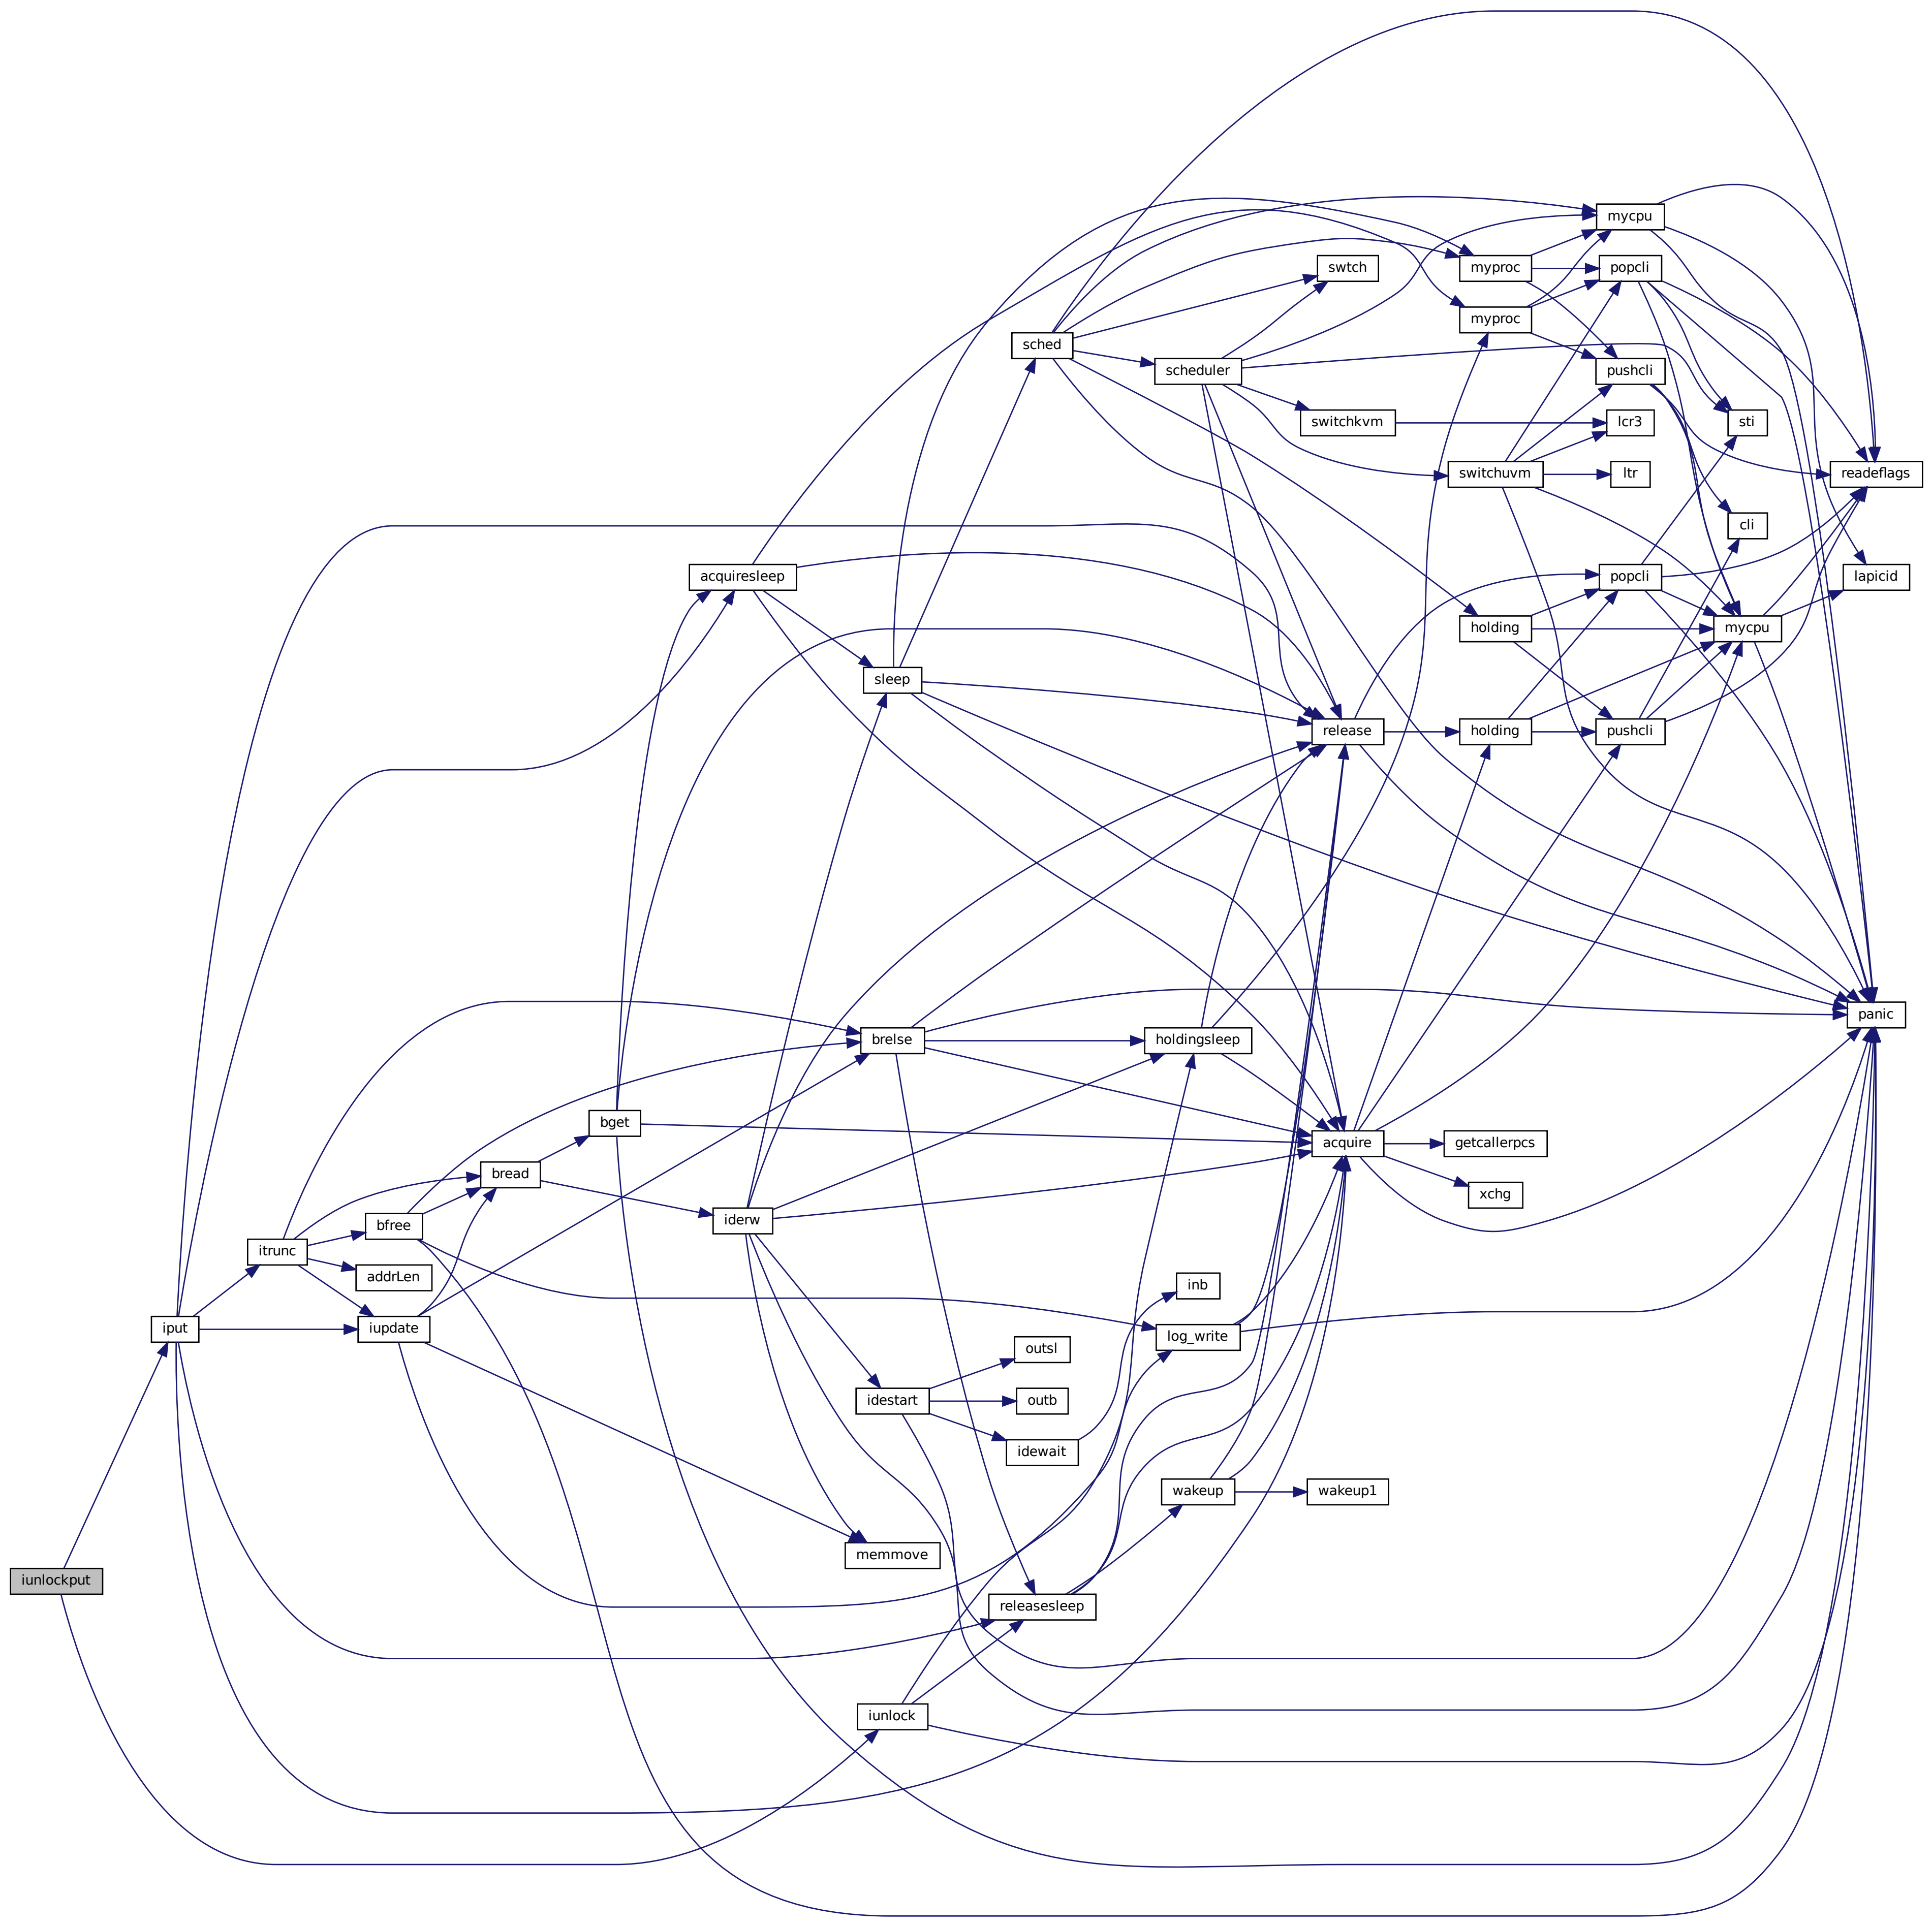 mycpu
swtch
myproc
popcli
myproc
sched
scheduler
pushcli
switchkvm
lcr3
sti
switchuvm
ltr
readeflags
cli
acquiresleep
popcli
lapicid
holding
mycpu
sleep
release
holding
pushcli
panic
brelse
holdingsleep
bget
acquire
getcallerpcs
bread
xchg
iderw
bfree
itrunc
addrLen
inb
iput
iupdate
log_write
outsl
idestart
outb
idewait
wakeup
wakeup1
memmove
iunlockput
releasesleep
iunlock